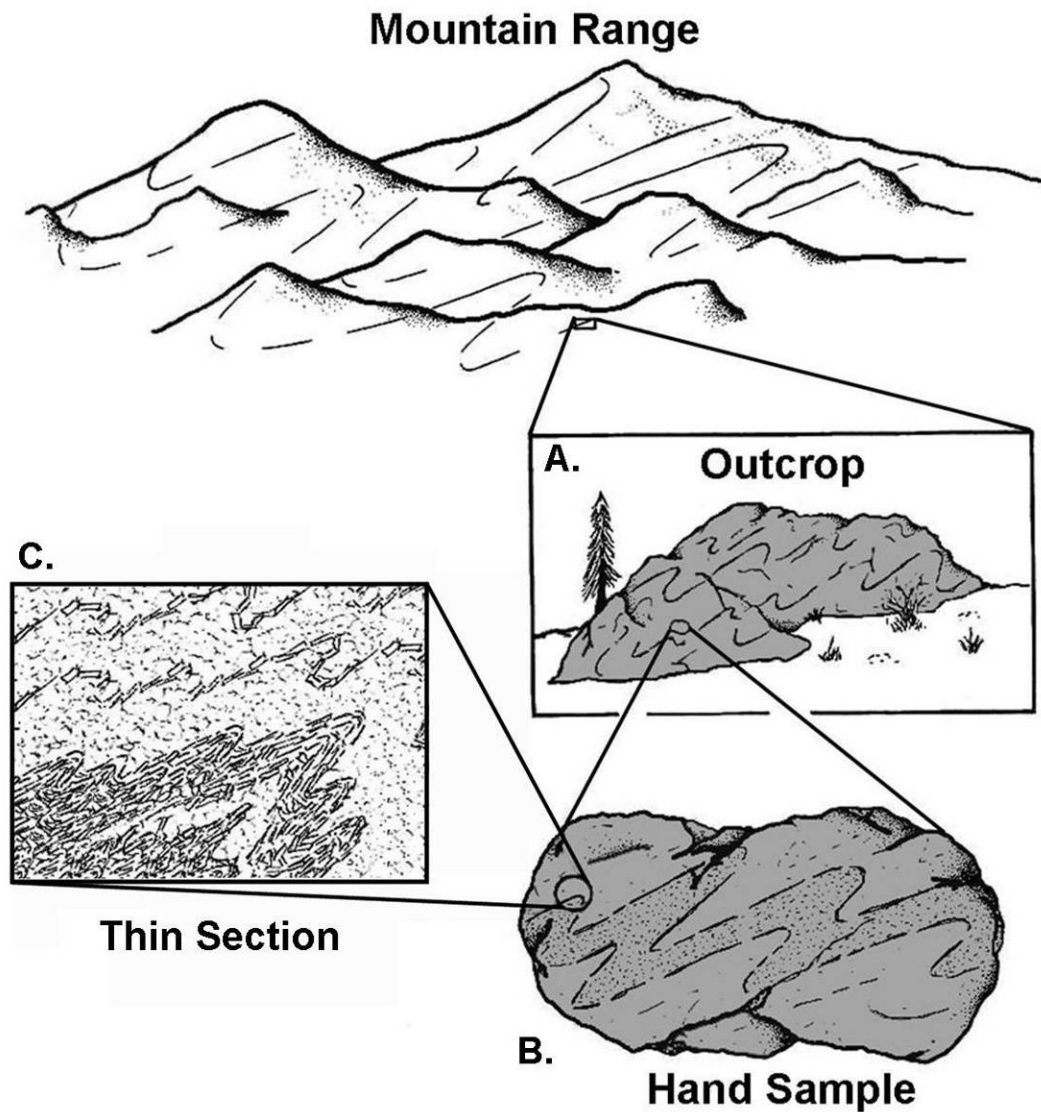 Mountain Range
A.
Outcrop
C.
Thin Section
B.
Hand Sample